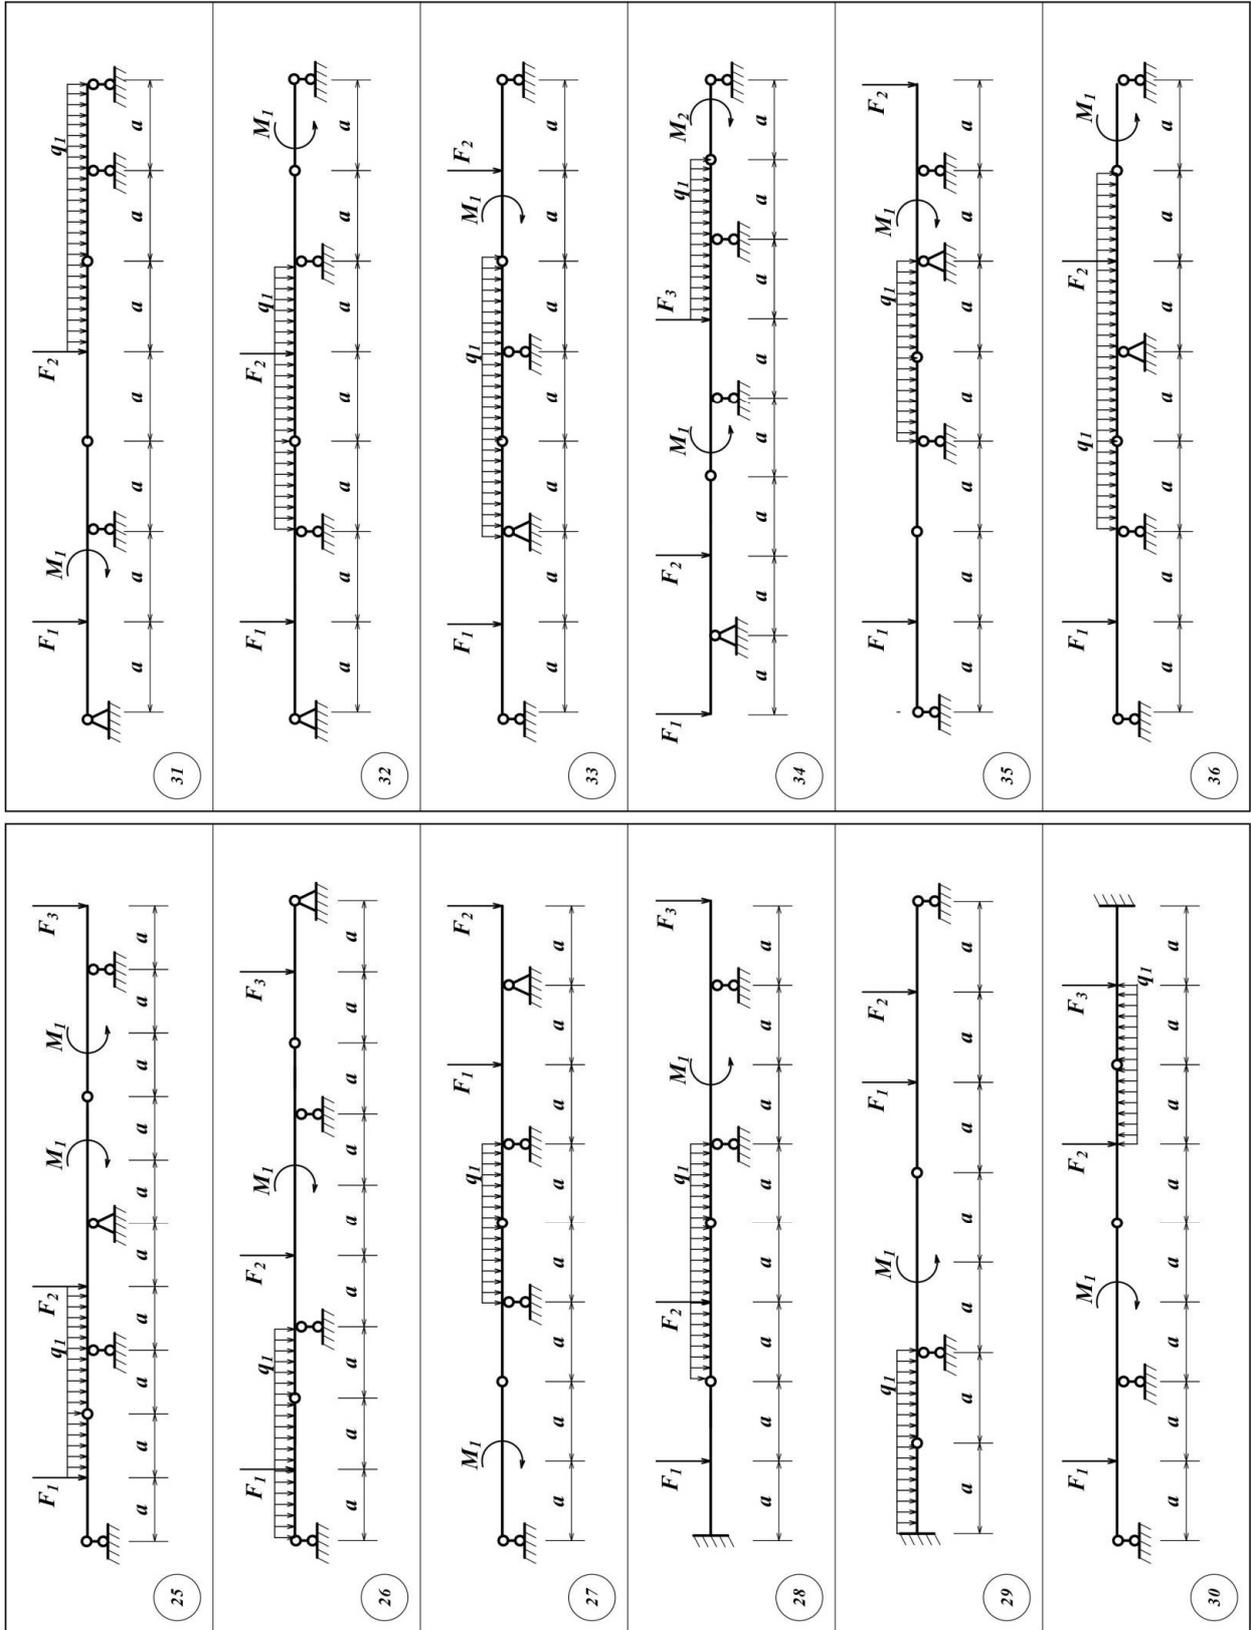 F₁ q₁ F₂ M₁ M₁ F₃
a a a a a a a a a a
25
F₁ q₁ F₂ M₁ F₃
a a a a a a a a a
26
M₁ q₁ F₁ F₂
a a a a a a a a
27
F₁ F₂ q₁ M₁ F₃
a a a a a a a a
28
q₁ M₁ F₁ F₂
a a a a a a a
29
F₁ M₁ F₂ F₃
q₁
a a a a a a a a
30
F₁ M₁ F₂ q₁
a a a a a a a
31
F₁ F₂ q₁ M₁
a a a a a a a
32
F₁ q₁ M₁ F₂
a a a a a a a
33
F₁ F₂ M₁ F₃ q₁ M₂
a a a a a a a a
34
F₁ q₁ M₁ F₂
a a a a a a a
35
F₁ q₁ F₂ M₁
a a a a a a a
36